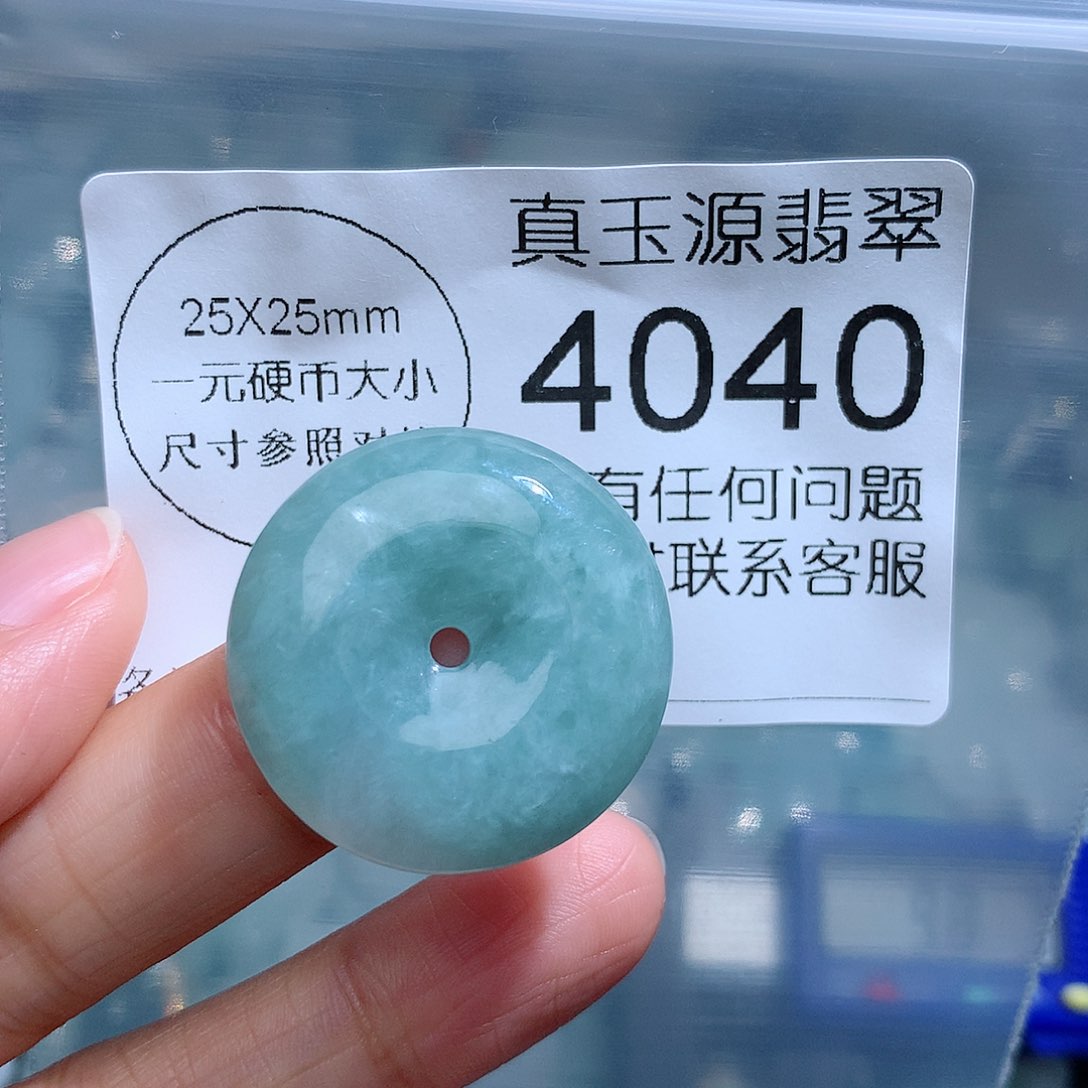 真玉源翡翠
4040
25X25mm
一元硬币大小
尺寸参照对
有任何问题
联系客服